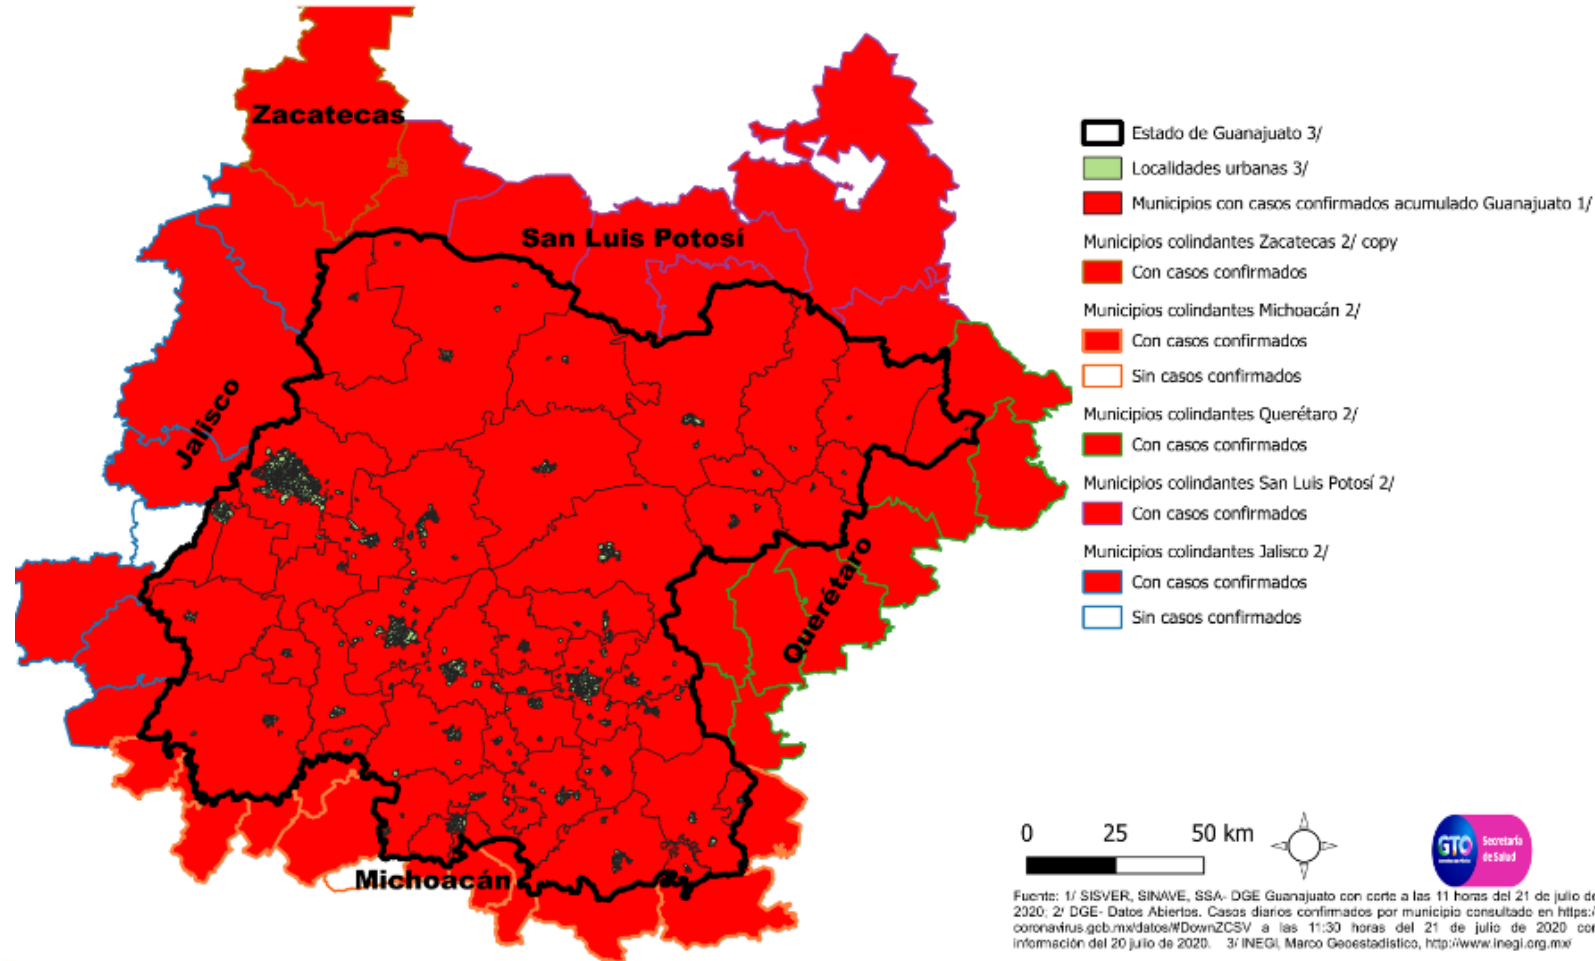 Zacatecas
San Luis Potosí
Jalisco
Querétaro
Michoacán
Estado de Guanajuato 3/
Localidades urbanas 3/
Municipios con casos confirmados acumulado Guanajuato 1/
Municipios colindantes Zacatecas 2/ copy
Con casos confirmados
Municipios colindantes Michoacán 2/
Con casos confirmados
Sin casos confirmados
Municipios colindantes Querétaro 2/
Con casos confirmados
Municipios colindantes San Luis Potosí 2/
Con casos confirmados
Municipios colindantes Jalisco 2/
Con casos confirmados
Sin casos confirmados
0 25 50 km
GTO
Secretaría
de Salud
Fuente: 1/ SISVER, SINAVE, SSA- DGE Guanajuato con corte a las 11 horas del 21 de julio de
2020; 2/ DGE- Datos Abiertos. Casos diarios confirmados por municipio consultado en https:/
coronavirus.gob.mx/datos/#DownZCSV a las 11:30 horas del 21 de julio de 2020 con
información del 20 julio de 2020. 3/ INEGI, Marco Geoestadístico, http://www.inegi.org.mx/